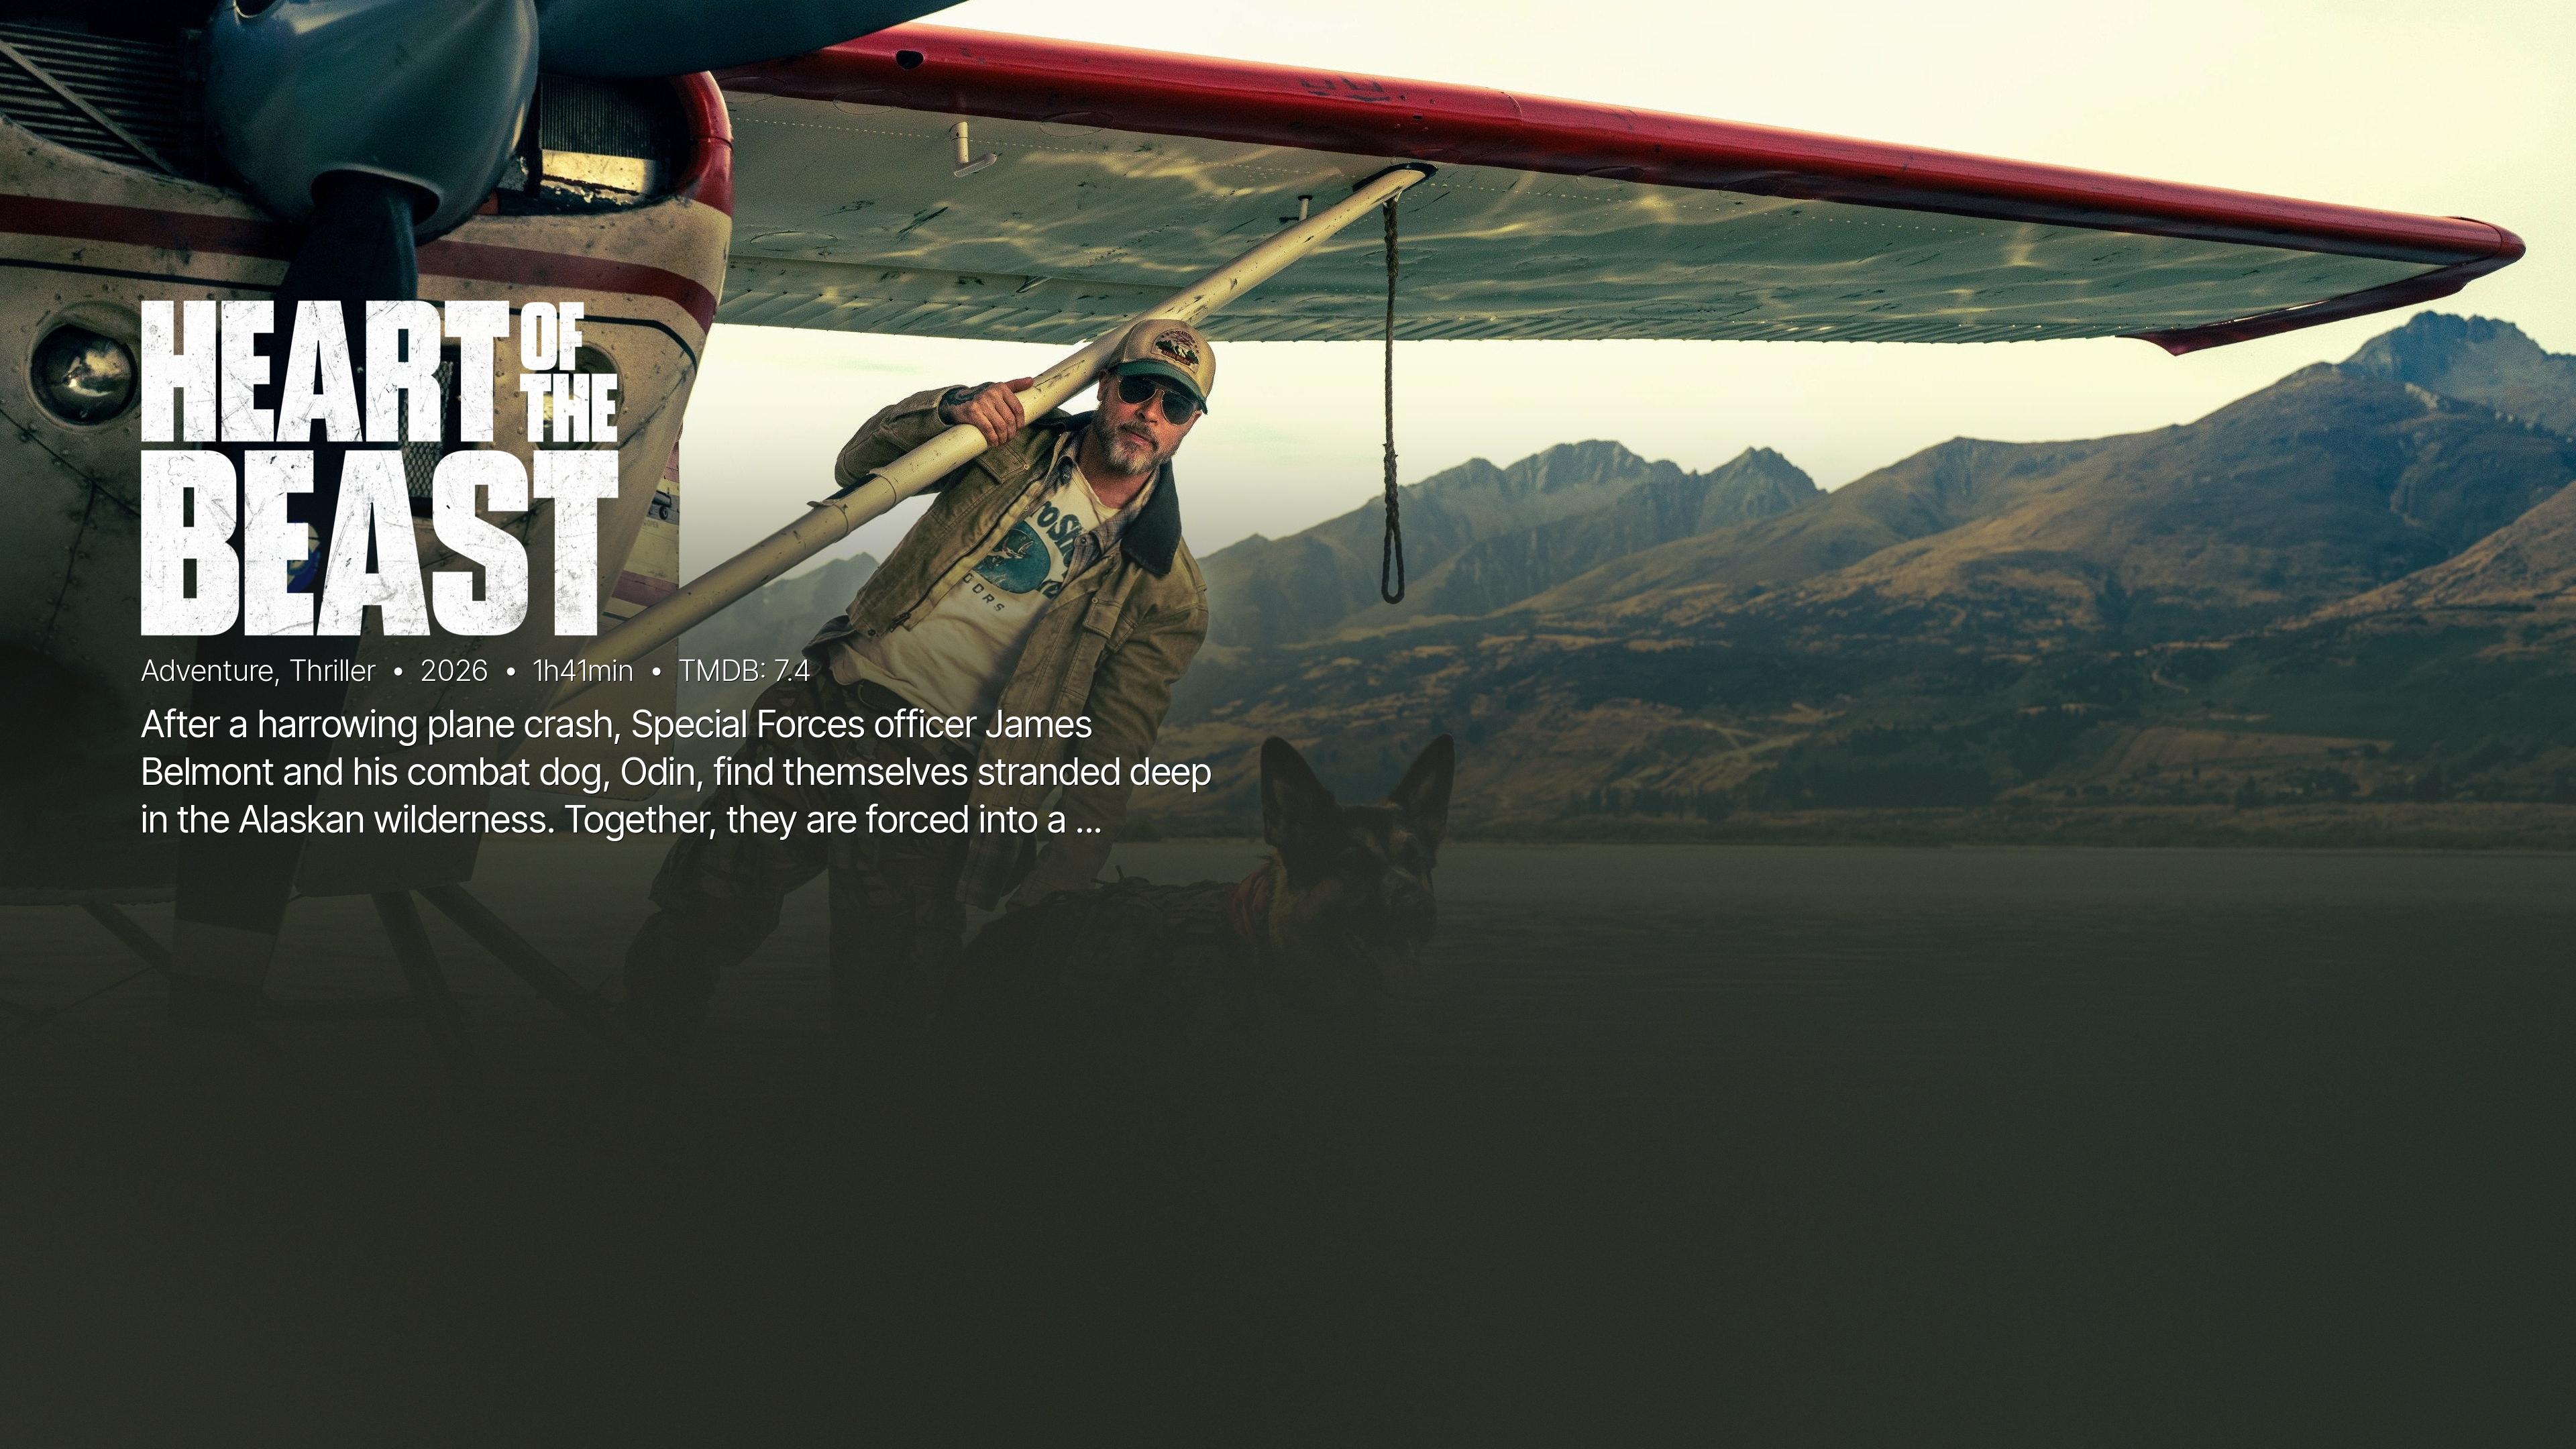 HEART OF THE
BEAST
Adventure, Thriller • 2026 • 1h41min • TMDB: 7.4
After a harrowing plane crash, Special Forces officer James
Belmont and his combat dog, Odin, find themselves stranded deep
in the Alaskan wilderness. Together, they are forced into a ...